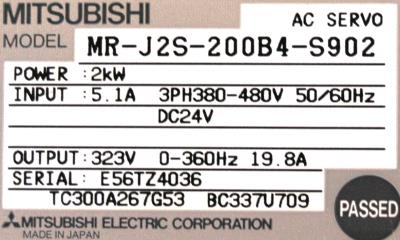 MITSUBISHI
AC SERVO
MODEL MR-J2S-200B4-S902
POWER :2kW
INPUT :5.1A 3PH380-480V 50/60Hz
DC24V
OUTPUT:323V 0-360Hz 19.8A
SERIAL: E56TZ4036
TC300A267G53 BC337U709
PASSED
MITSUBISHI ELECTRIC CORPORATION
MADE IN JAPAN